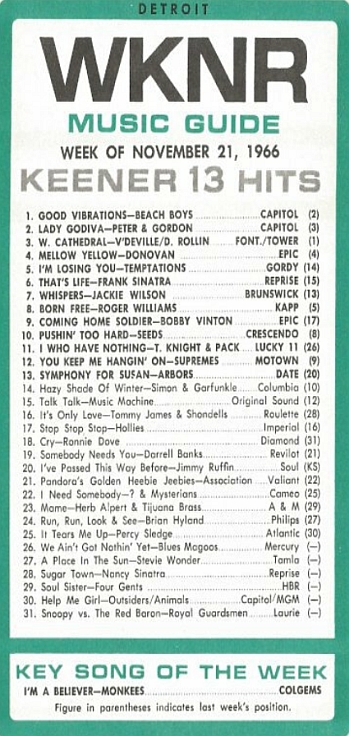 DETROIT
WKNR
MUSIC GUIDE
WEEK OF NOVEMBER 21, 1966
KEENER 13 HITS
1. GOOD VIBRATIONS—BEACH BOYS CAPITOL (2)
2. LADY GODIVA—PETER & GORDON CAPITOL (3)
3. W. CATHEDRAL—V'DEVILLE/D. ROLLIN FONT./TOWER (1)
4. MELLOW YELLOW—DONOVAN EPIC (4)
5. I'M LOSING YOU—TEMPTATIONS GORDY (14)
6. THAT'S LIFE—FRANK SINATRA REPRISE (15)
7. WHISPERS—JACKIE WILSON BRUNSWICK (13)
8. BORN FREE—ROGER WILLIAMS KAPP (5)
9. COMING HOME SOLDIER—BOBBY VINTON EPIC (17)
10. PUSHIN' TOO HARD—SEEDS CRESCENDO (8)
11. I WHO HAVE NOTHING—T. KNIGHT & PACK LUCKY 11 (26)
12. YOU KEEP ME HANGIN' ON—SUPREMES MOTOWN (9)
13. SYMPHONY FOR SUSAN—ARBORS DATE (20)
14. Hazy Shade Of Winter—Simon & Garfunkle Columbia (10)
15. Talk Talk—Music Machine Original Sound (12)
16. It's Only Love—Tommy James & Shondells Roulette (28)
17. Stop Stop Stop—Hollies Imperial (16)
18. Cry—Ronnie Dove Diamond (31)
19. Somebody Needs You—Darrell Banks Revilot (21)
20. I've Passed This Way Before—Jimmy Ruffin Soul (KS)
21. Pandora's Golden Heebie Jeebies—Association Valiant (22)
22. I Need Somebody—? & Mysterians Cameo (25)
23. Mame—Herb Alpert & Tijuana Brass A & M (29)
24. Run, Run, Look & See—Brian Hyland Philips (27)
25. It Tears Me Up—Percy Sledge Atlantic (30)
26. We Ain't Got Nothin' Yet—Blues Magoos Mercury (—)
27. A Place In The Sun—Stevie Wonder Tamla (—)
28. Sugar Town—Nancy Sinatra Reprise (—)
29. Soul Sister—Four Gents HBR (—)
30. Help Me Girl—Outsiders/Animals Capitol/MGM (—)
31. Snoopy vs. The Red Baron—Royal Guardsmen Laurie (—)
KEY SONG OF THE WEEK
I'M A BELIEVER—MONKEES COLGEMS
Figure in parentheses indicates last week's position.